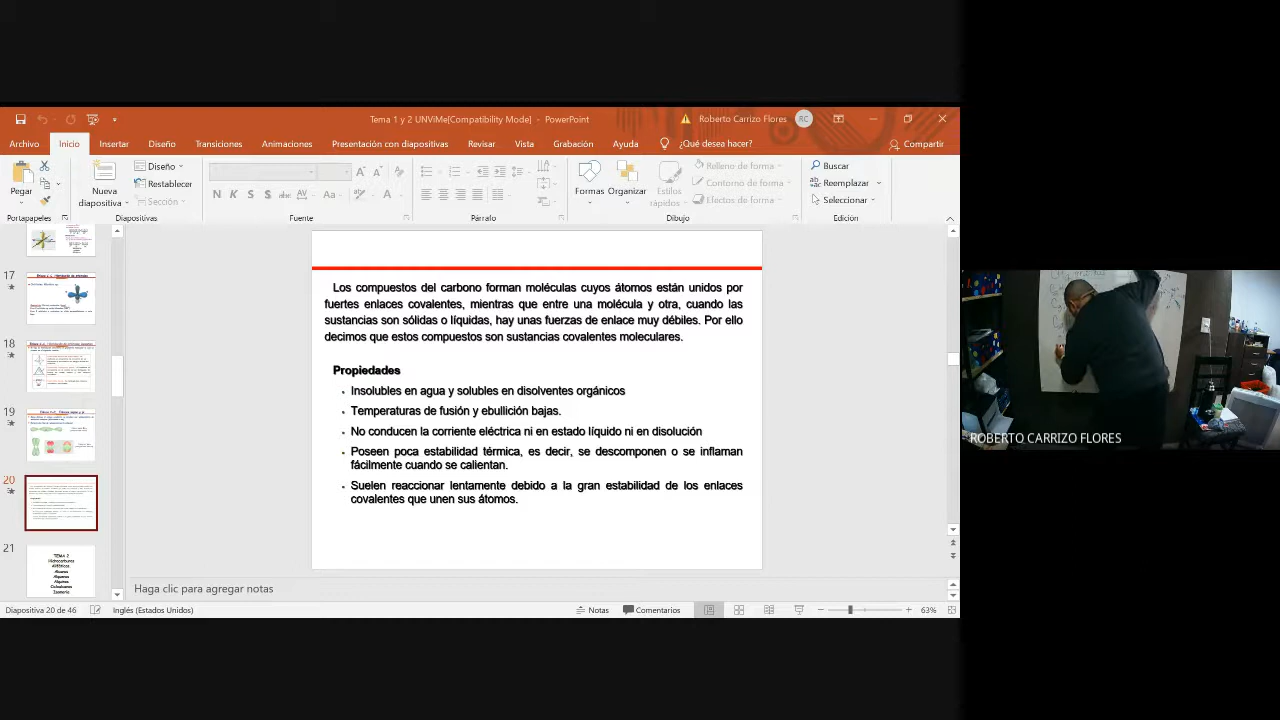 Tema 1 y 2 UNViMe[Compatibility Mode] - PowerPoint
Roberto Carrizo Flores
RC
Archivo Inicio Insertar Diseño Transiciones Animaciones Presentación con diapositivas Revisar Vista Grabación Ayuda ¿Qué desea hacer? Compartir
Pegar
Nueva diapositiva
Diseño
Restablecer
Sección
N K S S abc AV Aa A
Formas
Organizar
Estilos rápidos
Relleno de forma
Contorno de forma
Efectos de forma
Buscar
Reemplazar
Seleccionar
Portapapeles Diapositivas Fuente Párrafo Dibujo Edición
17
18
19
20
21
TEMA 2
Hidrocarburos
Alifáticos
Alcanos
Alquenos
Alquinos
Cicloalcanos
Isomería
Los compuestos del carbono forman moléculas cuyos átomos están unidos por
fuertes enlaces covalentes, mientras que entre una molécula y otra, cuando las
sustancias son sólidas o líquidas, hay unas fuerzas de enlace muy débiles. Por ello
decimos que estos compuestos son sustancias covalentes moleculares.
Propiedades
• Insolubles en agua y solubles en disolventes orgánicos
• Temperaturas de fusión y ebullición bajas.
• No conducen la corriente eléctrica ni en estado líquido ni en disolución
• Poseen poca estabilidad térmica, es decir, se descomponen o se inflaman
fácilmente cuando se calientan.
• Suelen reaccionar lentamente debido a la gran estabilidad de los enlaces
covalentes que unen sus átomos.
Haga clic para agregar notas
Diapositiva 20 de 46 Inglés (Estados Unidos) Notas Comentarios 63%
ROBERTO CARRIZO FLORES